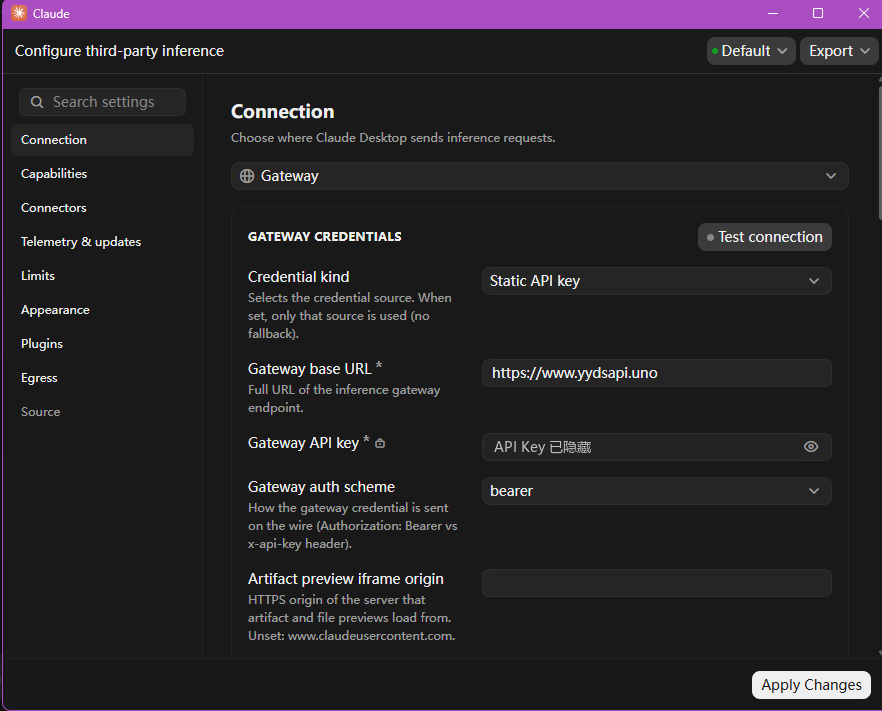 Claude
Configure third-party inference
Default
Export
Search settings
Connection
Capabilities
Connectors
Telemetry & updates
Limits
Appearance
Plugins
Egress
Source
Connection
Choose where Claude Desktop sends inference requests.
Gateway
GATEWAY CREDENTIALS
Test connection
Credential kind
Selects the credential source. When
set, only that source is used (no
fallback).
Static API key
Gateway base URL *
Full URL of the inference gateway
endpoint.
https://www.yydsapi.uno
Gateway API key *
API Key 已隐藏
Gateway auth scheme
How the gateway credential is sent
on the wire (Authorization: Bearer vs
x-api-key header).
bearer
Artifact preview iframe origin
HTTPS origin of the server that
artifact and file previews load from.
Unset: www.claudeusercontent.com.
Apply Changes